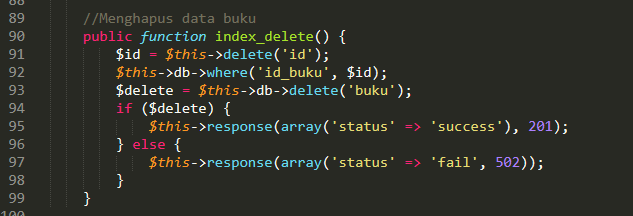 88
89 //Menghapus data buku
90 public function index_delete() {
91 $id = $this->delete('id');
92 $this->db->where('id_buku', $id);
93 $delete = $this->db->delete('buku');
94 if ($delete) {
95 $this->response(array('status' => 'success'), 201);
96 } else {
97 $this->response(array('status' => 'fail', 502));
98 }
99 }
100